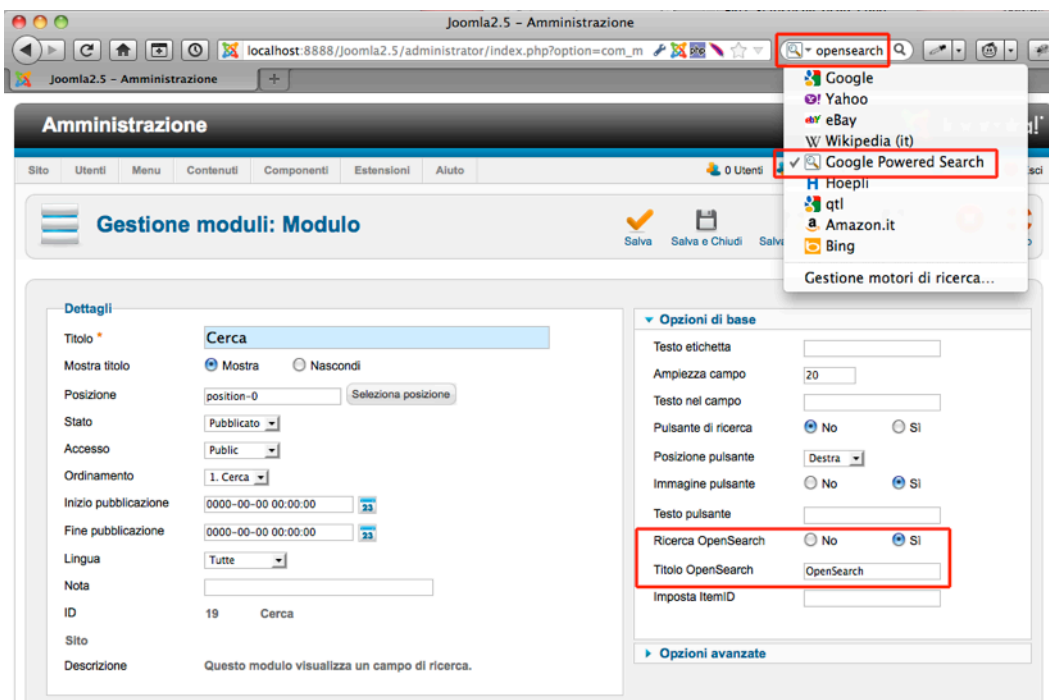 Joomla2.5 – Amministrazione
localhost:8888/Joomla2.5/administrator/index.php?option=com_m
opensearch
Joomla2.5 – Amministrazione
Google
Yahoo
eBay
Wikipedia (it)
Google Powered Search
Hoepli
qtl
Amazon.it
Bing
Gestione motori di ricerca...
Amministrazione
Sito Utenti Menu Contenuti Componenti Estensioni Aiuto 0 Utenti
Gestione moduli: Modulo
Salva Salva e Chiudi
Dettagli
Titolo * Cerca
Mostra titolo Mostra Nascondi
Posizione position-0 Seleziona posizione
Stato Pubblicato
Accesso Public
Ordinamento 1. Cerca
Inizio pubblicazione 0000-00-00 00:00:00 23
Fine pubblicazione 0000-00-00 00:00:00 23
Lingua Tutte
Nota
ID 19 Cerca
Sito
Descrizione Questo modulo visualizza un campo di ricerca.
Opzioni di base
Testo etichetta
Ampiezza campo 20
Testo nel campo
Pulsante di ricerca No Sì
Posizione pulsante Destra
Immagine pulsante No Sì
Testo pulsante
Ricerca OpenSearch No Sì
Titolo OpenSearch OpenSearch
Imposta ItemID
Opzioni avanzate